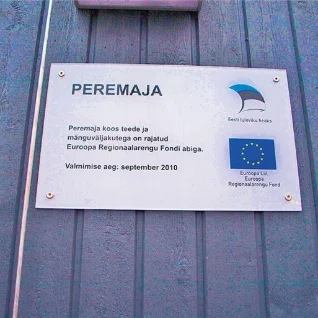 PEREMAJA
Peremaja koos teede ja
mänguväljakutega on rajatud
Euroopa Regionaalarengu Fondi abiga.
Valmimise aeg: september 2010
Eesti tuleviku heaks
Euroopa Liit
Euroopa
Regionaalarengu Fond